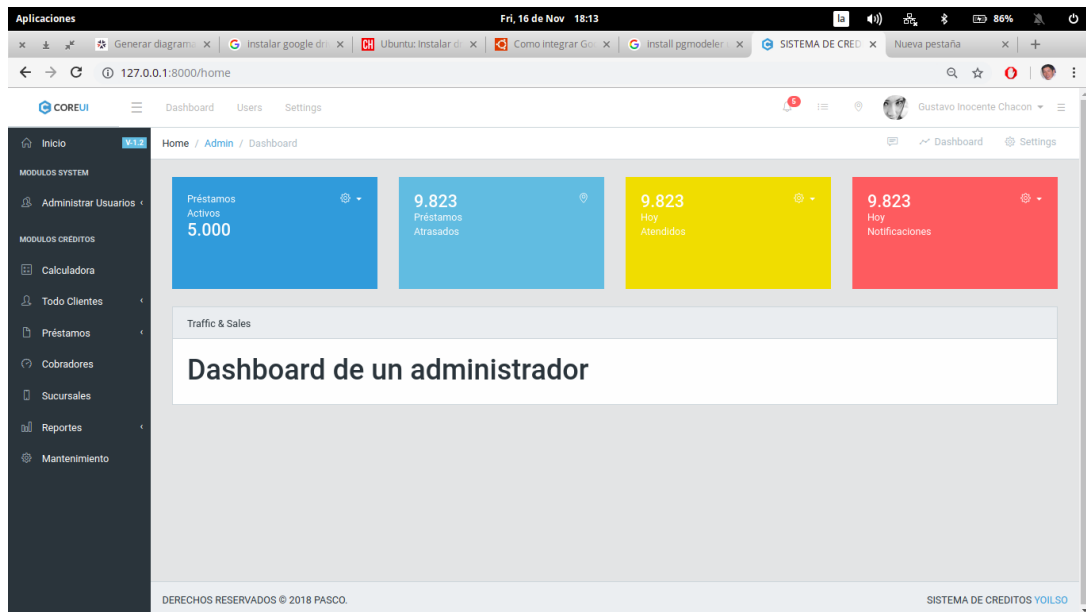 Aplicaciones
Fri, 16 de Nov 18:13
la
86%
Generar diagrama
instalar google dri
CH Ubuntu: Instalar d
Como integrar Go
install pgmodeler
SISTEMA DE CRED
Nueva pestaña
127.0.0.1:8000/home
COREUI
Dashboard Users Settings
5
Gustavo Inocente Chacon
Inicio V-1.2
Home / Admin / Dashboard
Dashboard
Settings
MODULOS SYSTEM
Administrar Usuarios
MODULOS CRÉDITOS
Calculadora
Todo Clientes
Préstamos
Cobradores
Sucursales
Reportes
Mantenimiento
Préstamos
Activos
5.000
9.823
Préstamos
Atrasados
9.823
Hoy
Atendidos
9.823
Hoy
Notificaciones
Traffic & Sales
Dashboard de un administrador
DERECHOS RESERVADOS © 2018 PASCO.
SISTEMA DE CREDITOS YOILSO